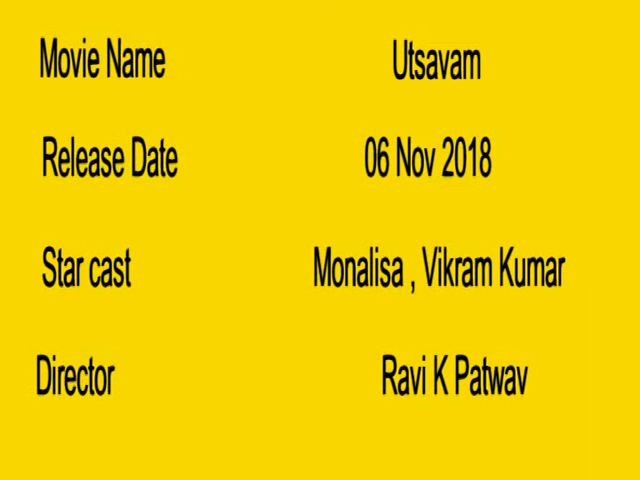 Movie Name Utsavam
Release Date 06 Nov 2018
Star cast Monalisa , Vikram Kumar
Director Ravi K Patwav